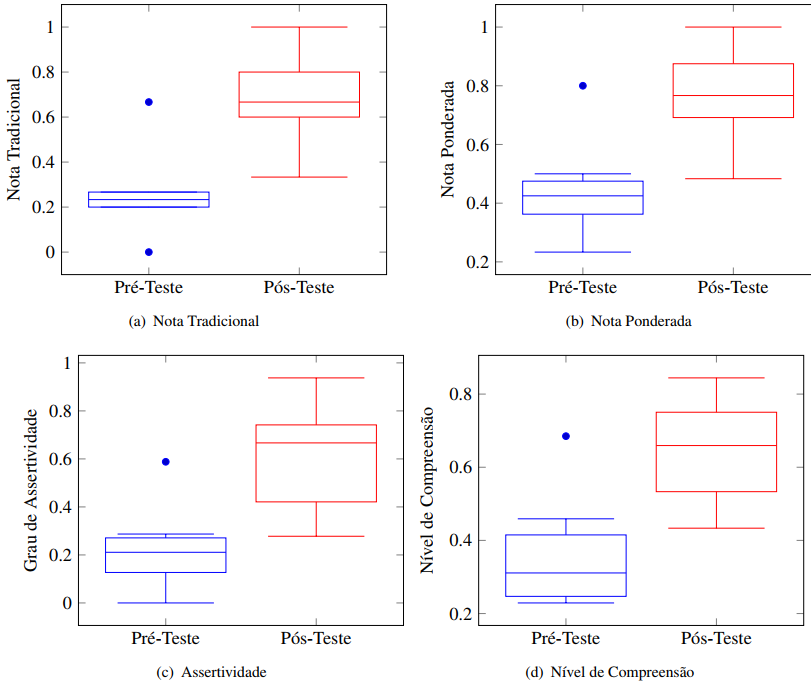 Nota Tradicional
1
0.8
0.6
0.4
0.2
0
Pré-Teste Pós-Teste
(a) Nota Tradicional
Nota Ponderada
1
0.8
0.6
0.4
0.2
Pré-Teste Pós-Teste
(b) Nota Ponderada
Grau de Assertividade
1
0.8
0.6
0.4
0.2
0
Pré-Teste Pós-Teste
(c) Assertividade
Nível de Compreensão
0.8
0.6
0.4
0.2
Pré-Teste Pós-Teste
(d) Nível de Compreensão